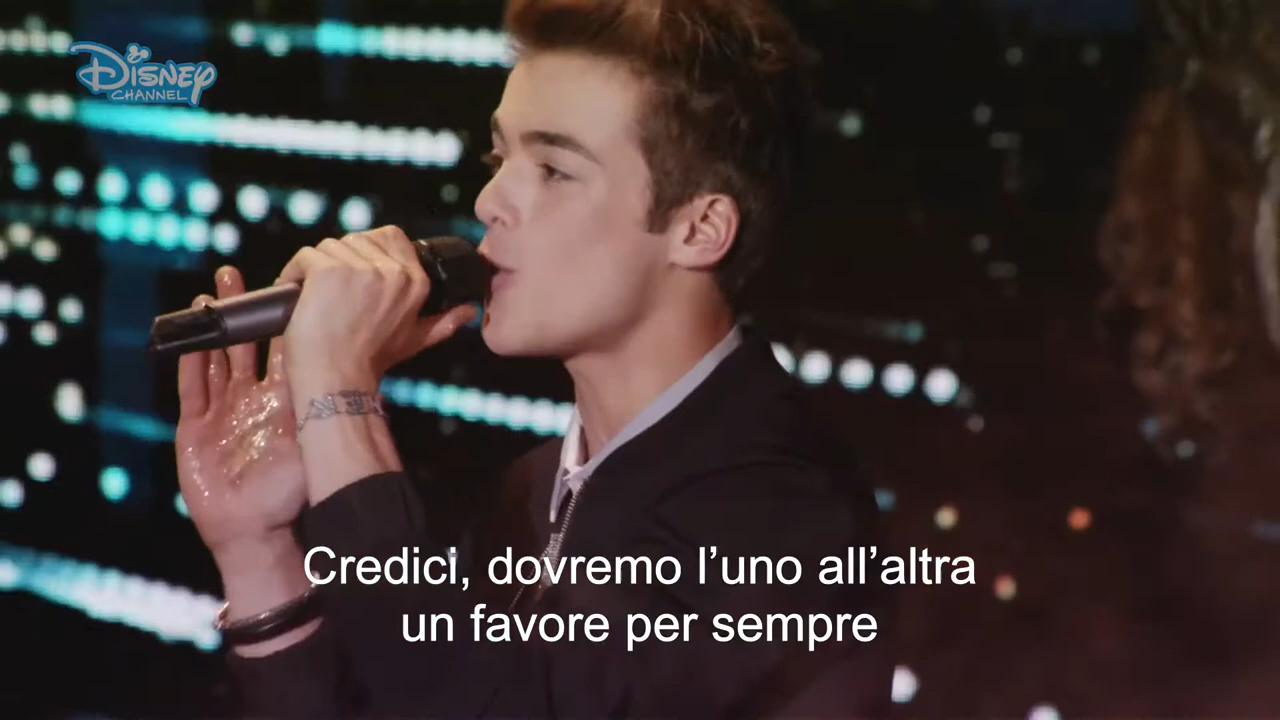 Disney
CHANNEL
Credici, dovremo l’uno all’altra
un favore per sempre